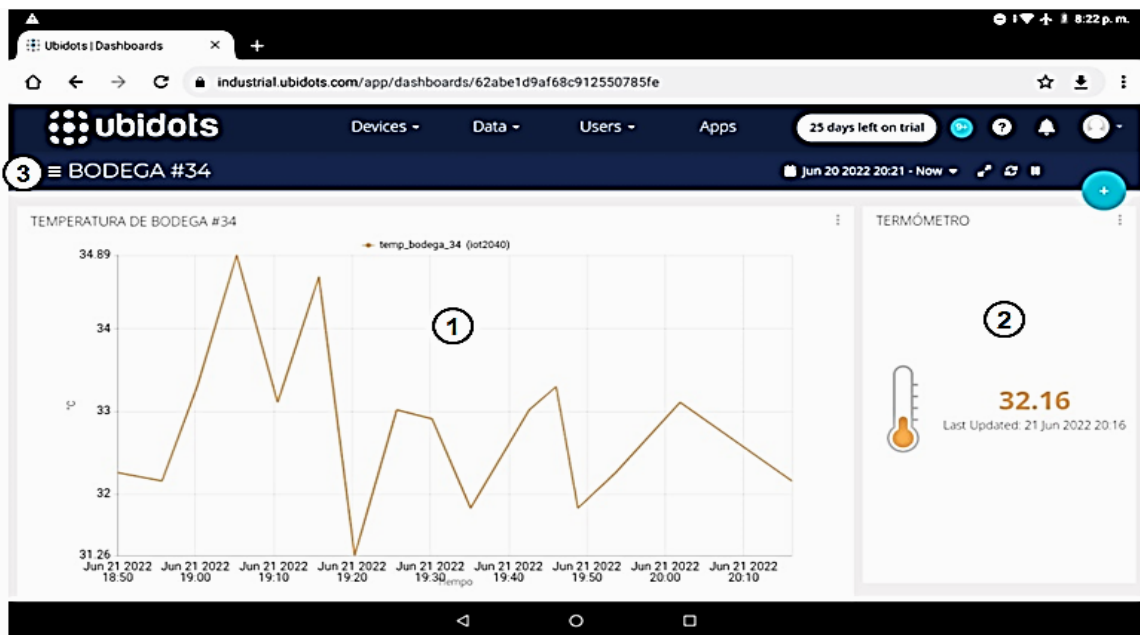 8:22 p. m.
Ubidots | Dashboards
industrial.ubidots.com/app/dashboards/62abe1d9af68c912550785fe
ubidots Devices Data Users Apps 25 days left on trial 9+ ?
3 BODEGA #34 Jun 20 2022 20:21 - Now
TEMPERATURA DE BODEGA #34
temp_bodega_34 (iot2040)
34.89
34
33
32
31.26
°C
1
Jun 21 2022 Jun 21 2022 Jun 21 2022 Jun 21 2022 Jun 21 2022 Jun 21 2022 Jun 21 2022 Jun 21 2022 Jun 21 2022
18:50 19:00 19:10 19:20 19:30 19:40 19:50 20:00 20:10
Tiempo
TERMÓMETRO
2
32.16
Last Updated: 21 Jun 2022 20:16